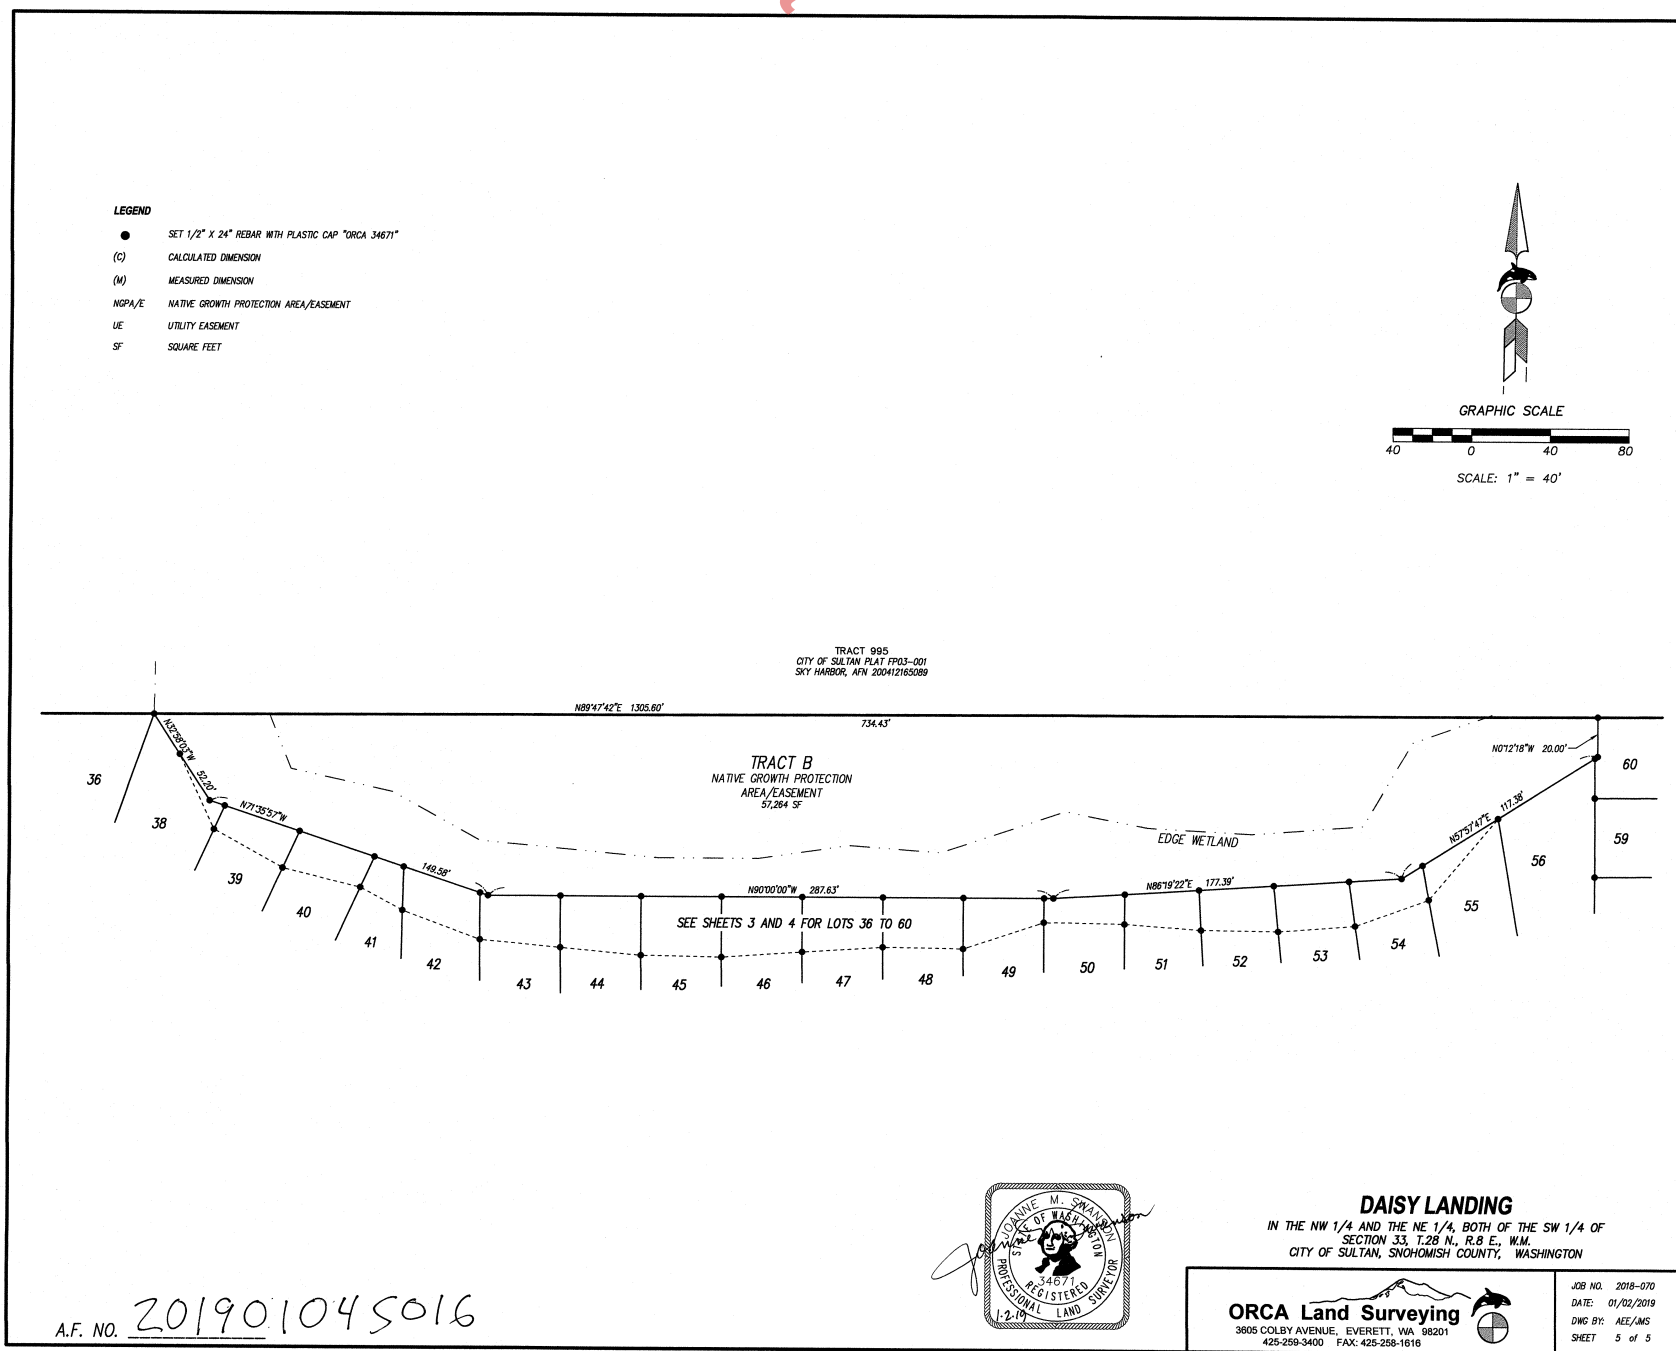 LEGEND
SET 1/2" X 24" REBAR WITH PLASTIC CAP "ORCA 34671"
(C) CALCULATED DIMENSION
(M) MEASURED DIMENSION
NGPA/E NATIVE GROWTH PROTECTION AREA/EASEMENT
UE UTILITY EASEMENT
SF SQUARE FEET
GRAPHIC SCALE
40 0 40 80
SCALE: 1" = 40'
TRACT 995
CITY OF SULTAN PLAT FP03-001
SKY HARBOR, AFN 200412165089
N89°47'42"E 1305.60'
734.43'
N32°58'03"W 52.20'
N0°12'18"W 20.00'
TRACT B
NATIVE GROWTH PROTECTION
AREA/EASEMENT
57,264 SF
EDGE WETLAND
N71°35'57"W
149.58'
N90°00'00"W 287.63'
N86°19'22"E 177.39'
N57°57'47"E 117.38'
SEE SHEETS 3 AND 4 FOR LOTS 36 TO 60
36
38
39
40
41
42
43
44
45
46
47
48
49
50
51
52
53
54
55
56
59
60
JOANNE M. SWANSON
STATE OF WASHINGTON
34671
REGISTERED
PROFESSIONAL LAND SURVEYOR
Joanne Swanson
1-2-19
A.F. NO. 201901045016
DAISY LANDING
IN THE NW 1/4 AND THE NE 1/4, BOTH OF THE SW 1/4 OF
SECTION 33, T.28 N., R.8 E., W.M.
CITY OF SULTAN, SNOHOMISH COUNTY, WASHINGTON
ORCA Land Surveying
3605 COLBY AVENUE, EVERETT, WA 98201
425-259-3400 FAX: 425-258-1616
JOB NO. 2018-070
DATE: 01/02/2019
DWG BY: AEE/JMS
SHEET 5 of 5